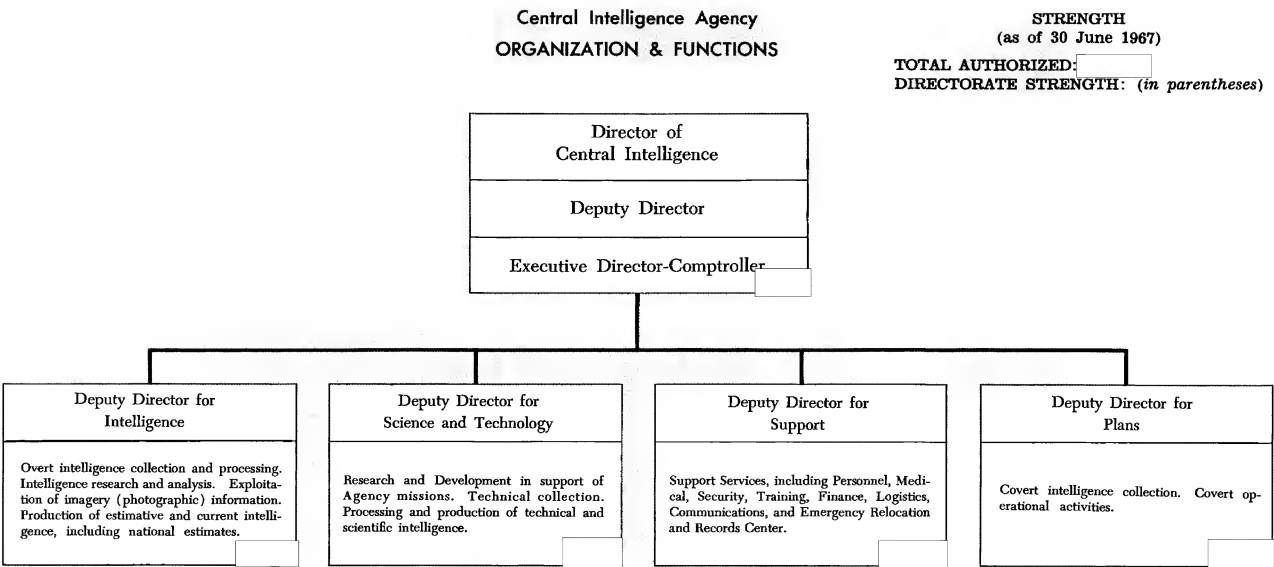 Central Intelligence Agency
ORGANIZATION & FUNCTIONS
STRENGTH
(as of 30 June 1967)
TOTAL AUTHORIZED:
DIRECTORATE STRENGTH: (in parentheses)
Director of
Central Intelligence
Deputy Director
Executive Director-Comptroller
Deputy Director for
Intelligence
Overt intelligence collection and processing.
Intelligence research and analysis. Exploita-
tion of imagery (photographic) information.
Production of estimative and current intelli-
gence, including national estimates.
Deputy Director for
Science and Technology
Research and Development in support of
Agency missions. Technical collection.
Processing and production of technical and
scientific intelligence.
Deputy Director for
Support
Support Services, including Personnel, Medi-
cal, Security, Training, Finance, Logistics,
Communications, and Emergency Relocation
and Records Center.
Deputy Director for
Plans
Covert intelligence collection. Covert op-
erational activities.